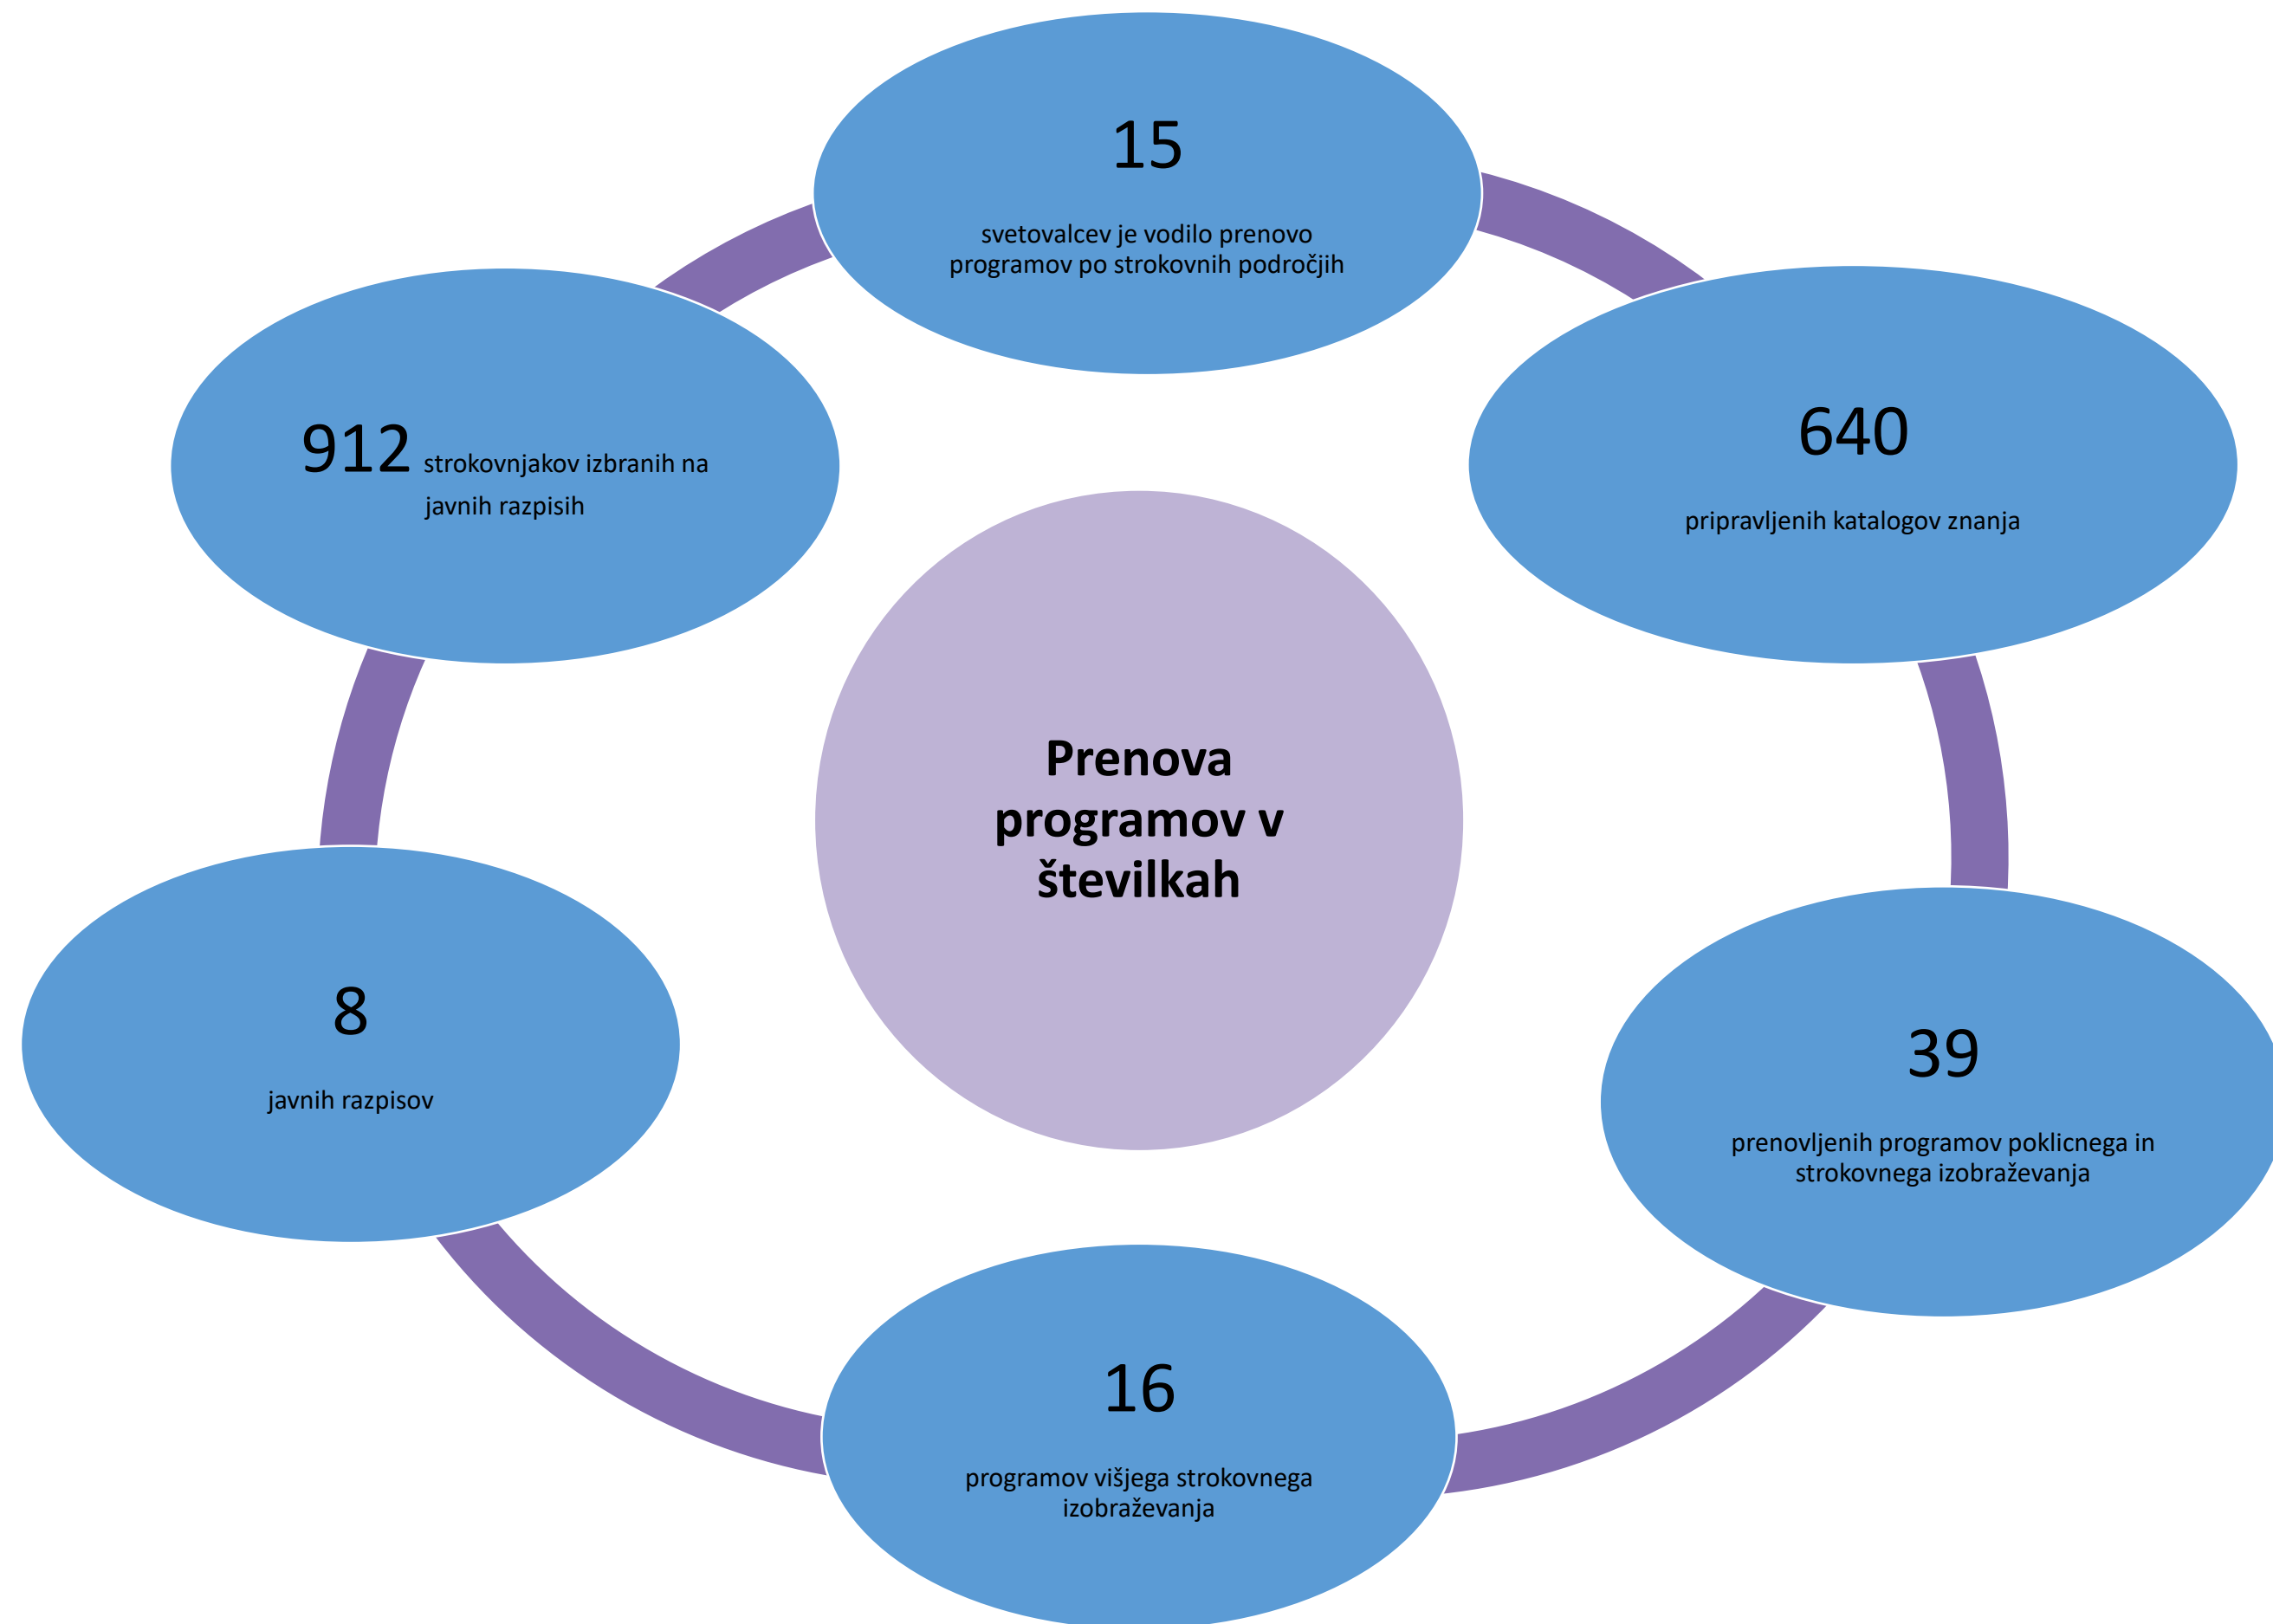 15
svetovalcev je vodilo prenovo
programov po strokovnih področjih
640
pripravljenih katalogov znanja
39
prenovljenih programov poklicnega in
strokovnega izobraževanja
16
programov višjega strokovnega
izobraževanja
8
javnih razpisov
912 strokovnjakov izbranih na
javnih razpisih
Prenova
programov v
številkah